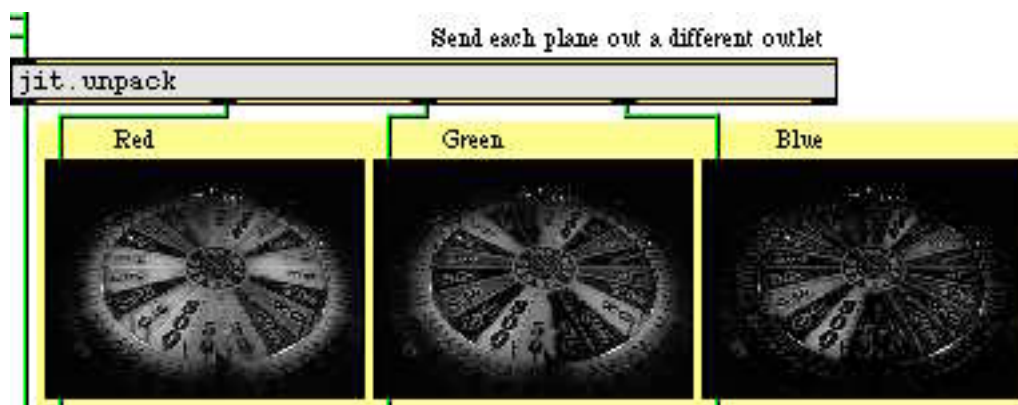 Send each plane out a different outlet
jit.unpack
Red
Green
Blue